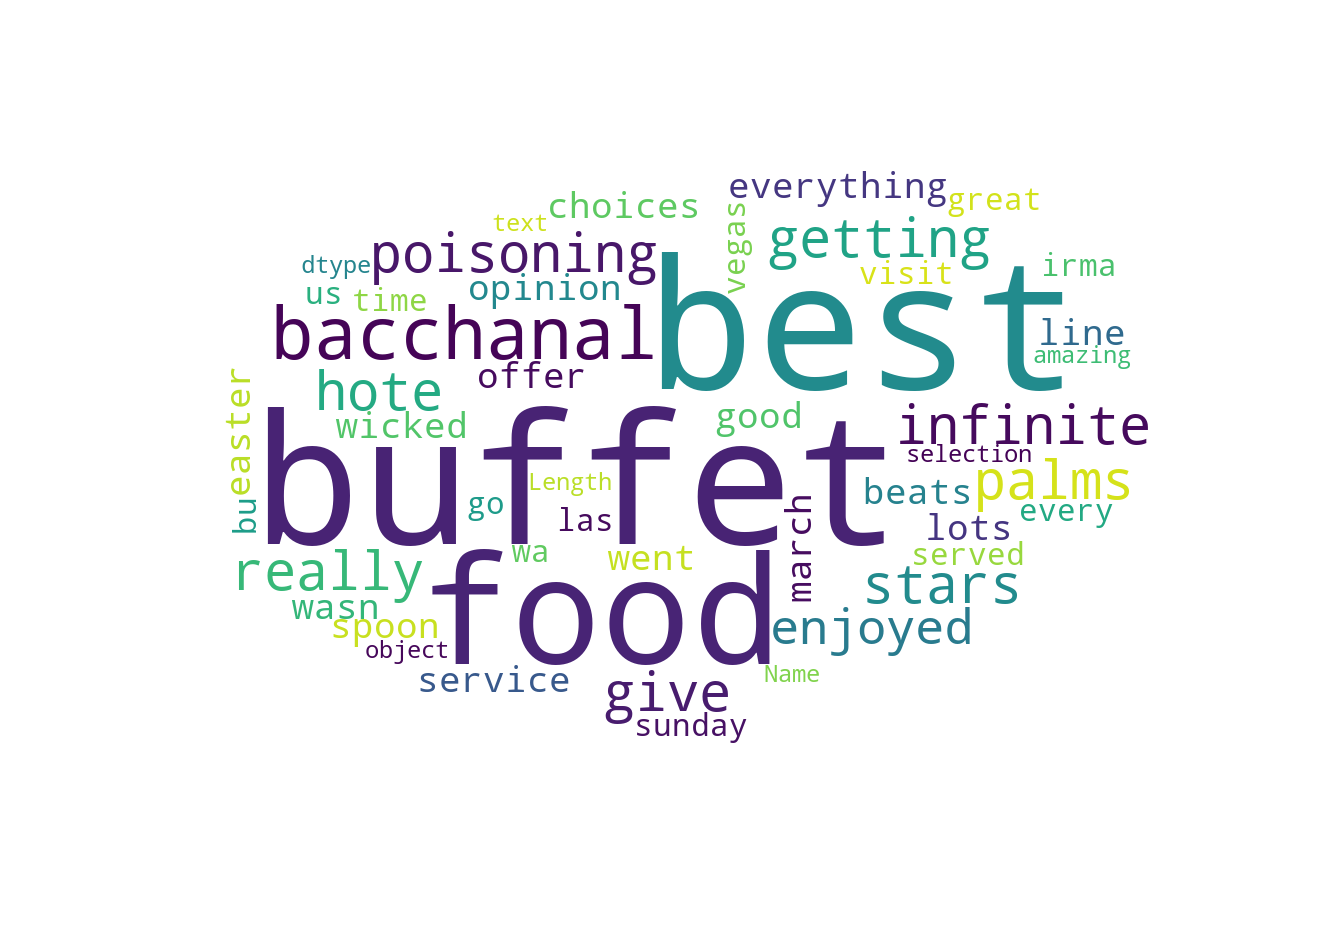 everything
great
choices
text
vegas
getting
poisoning
dtype
visit
irma
us
time
opinion
best
bacchanal
line
amazing
offer
hote
easter
wicked
good
infinite
buffet
selection
palms
Length
beats
go
las
march
every
bu
lots
wa
went
served
really
food
stars
wasn
spoon
enjoyed
object
service
Name
give
sunday